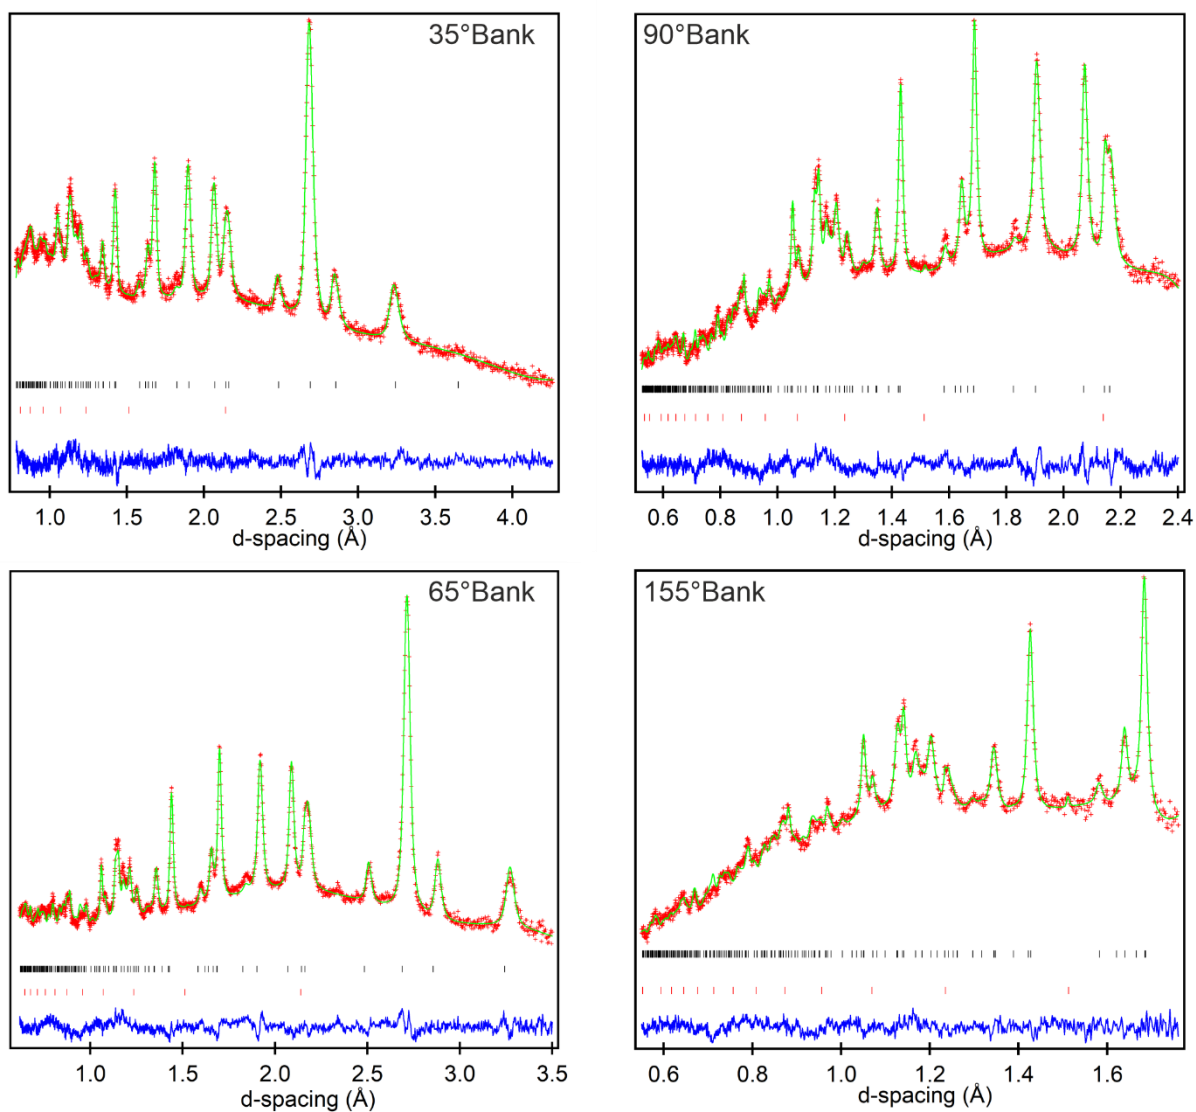 35°Bank
1.0 1.5 2.0 2.5 3.0 3.5 4.0
d-spacing (Å)
90°Bank
0.6 0.8 1.0 1.2 1.4 1.6 1.8 2.0 2.2 2.4
d-spacing (Å)
65°Bank
1.0 1.5 2.0 2.5 3.0 3.5
d-spacing (Å)
155°Bank
0.6 0.8 1.0 1.2 1.4 1.6
d-spacing (Å)